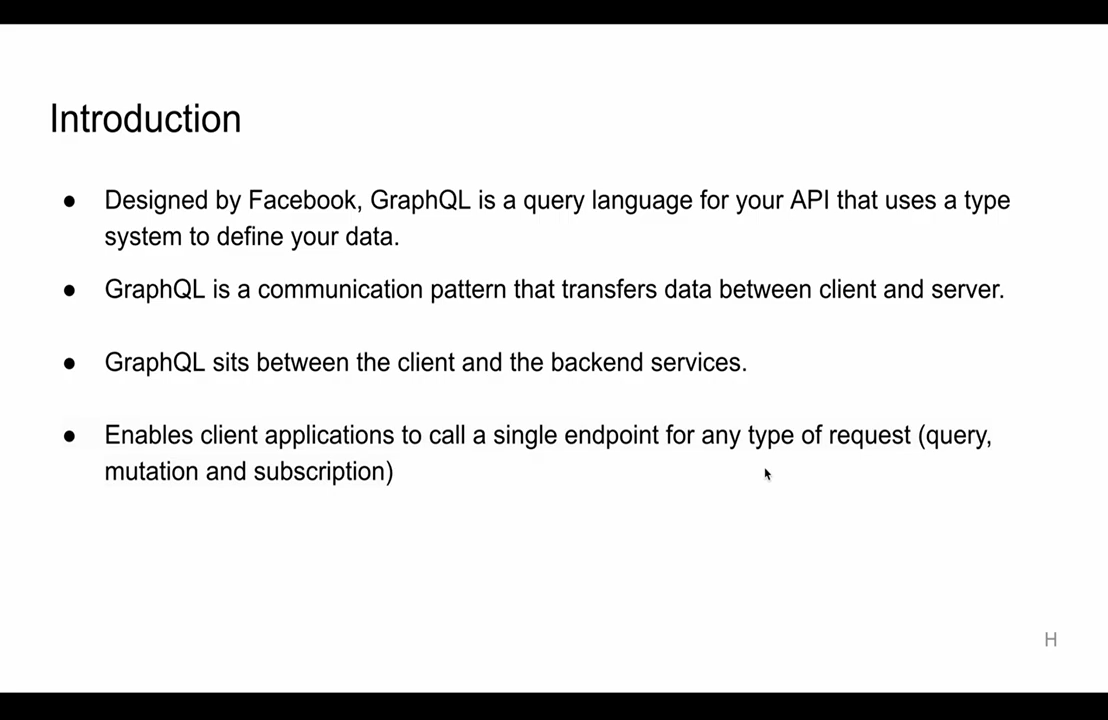 Introduction
● Designed by Facebook, GraphQL is a query language for your API that uses a type
system to define your data.
● GraphQL is a communication pattern that transfers data between client and server.
● GraphQL sits between the client and the backend services.
● Enables client applications to call a single endpoint for any type of request (query,
mutation and subscription)
H